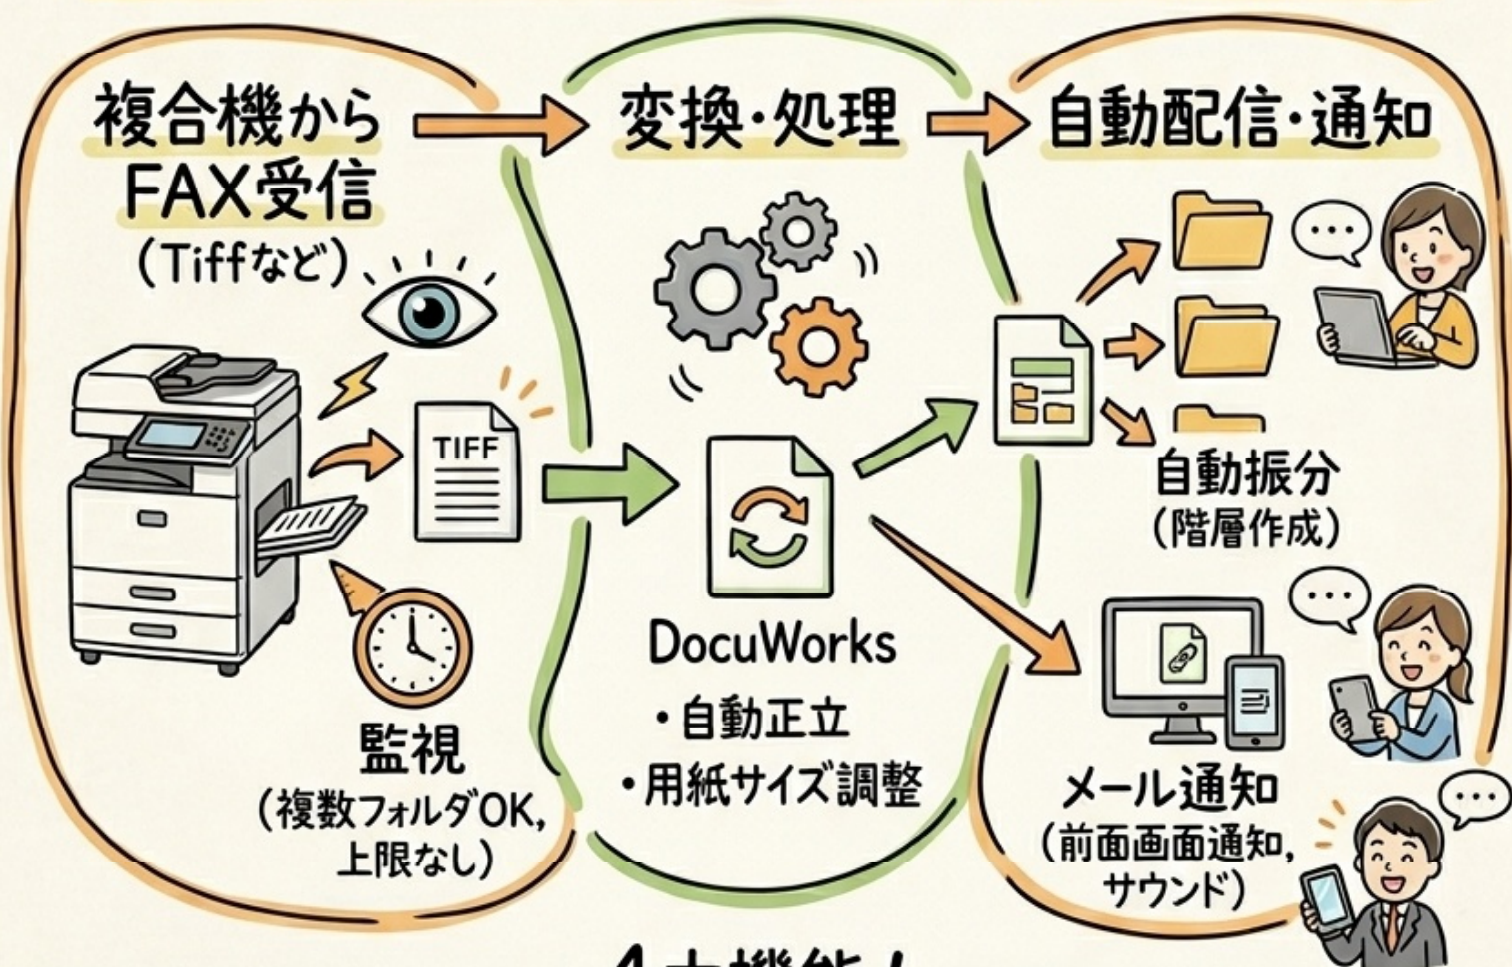 複合機から
FAX受信
(Tiffなど)
TIFF
監視
(複数フォルダOK,
上限なし)
変換・処理
DocuWorks
・自動正立
・用紙サイズ調整
自動配信・通知
自動振分
(階層作成)
メール通知
(前面画面通知,
サウンド)